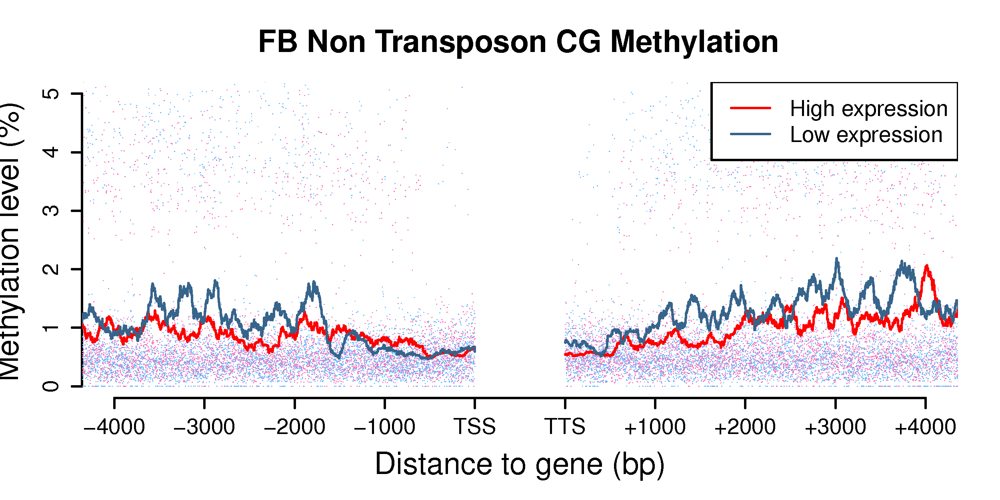 FB Non Transposon CG Methylation
High expression
Low expression
Methylation level (%)
5
4
3
2
1
0
−4000 −3000 −2000 −1000 TSS TTS +1000 +2000 +3000 +4000
Distance to gene (bp)